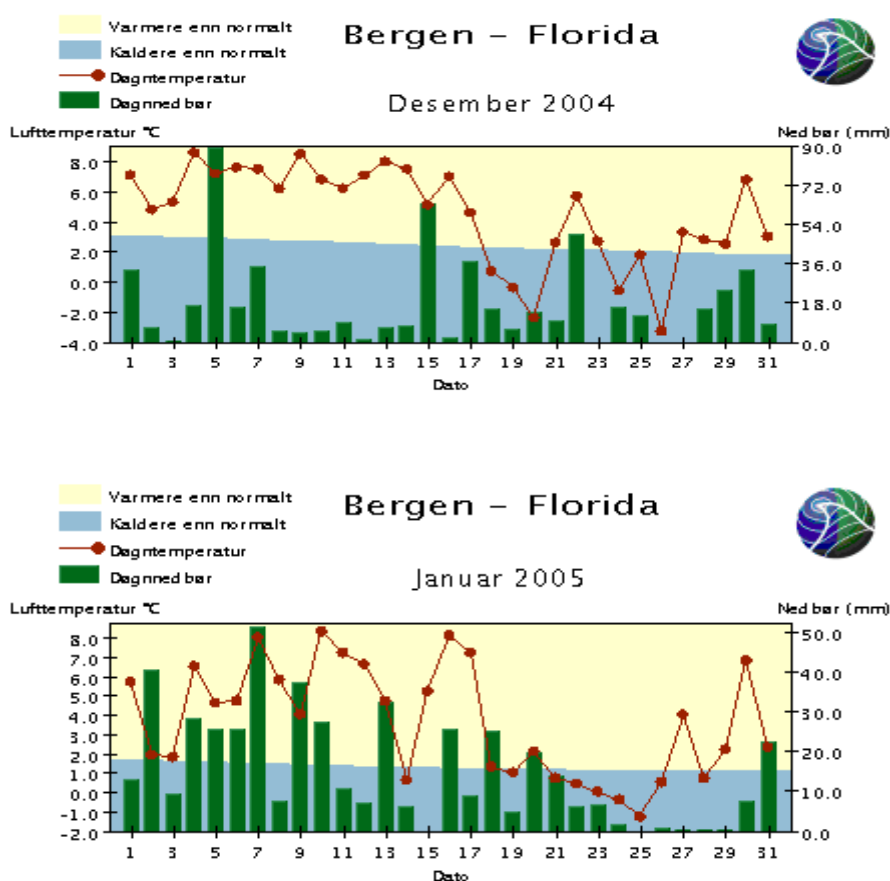 Varmere enn normalt
Kaldere enn normalt
Døgntemperatur
Døgnnedbør
Bergen – Florida
Desember 2004
Lufttemperatur °C
Nedbør (mm)
8.0
6.0
4.0
2.0
0.0
-2.0
-4.0
90.0
72.0
54.0
36.0
18.0
0.0
1 3 5 7 9 11 13 15 17 19 21 23 25 27 29 31
Dato
Varmere enn normalt
Kaldere enn normalt
Døgntemperatur
Døgnnedbør
Bergen – Florida
Januar 2005
Lufttemperatur °C
Nedbør (mm)
8.0
7.0
6.0
5.0
4.0
3.0
2.0
1.0
0.0
-1.0
-2.0
50.0
40.0
30.0
20.0
10.0
0.0
1 3 5 7 9 11 13 15 17 19 21 23 25 27 29 31
Dato